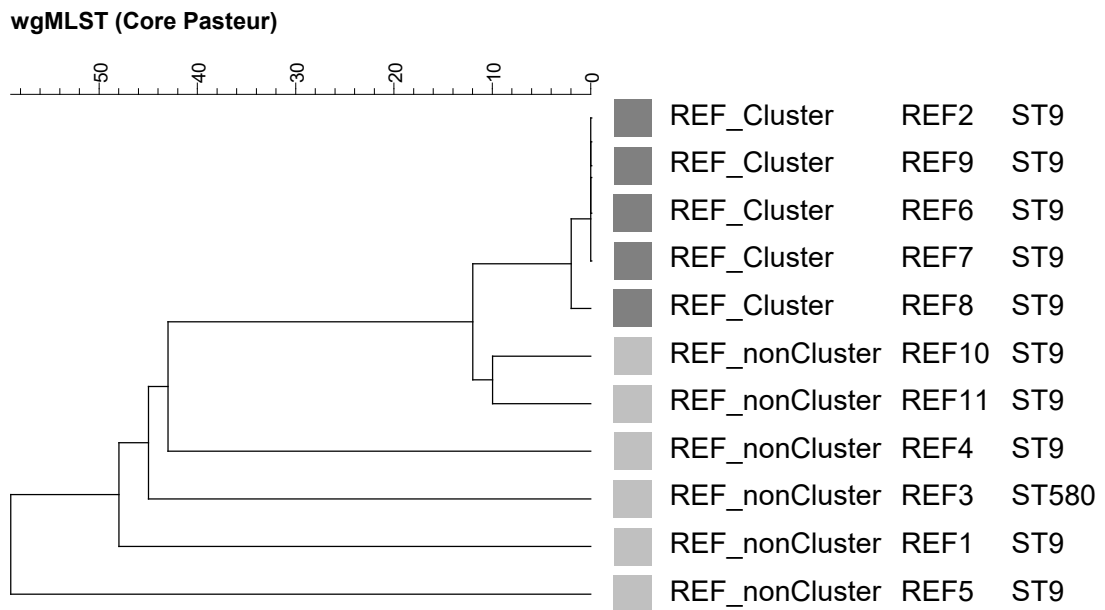 wgMLST (Core Pasteur)
-50 -40 -30 -20 -10 0
REF_Cluster REF2 ST9
REF_Cluster REF9 ST9
REF_Cluster REF6 ST9
REF_Cluster REF7 ST9
REF_Cluster REF8 ST9
REF_nonCluster REF10 ST9
REF_nonCluster REF11 ST9
REF_nonCluster REF4 ST9
REF_nonCluster REF3 ST580
REF_nonCluster REF1 ST9
REF_nonCluster REF5 ST9